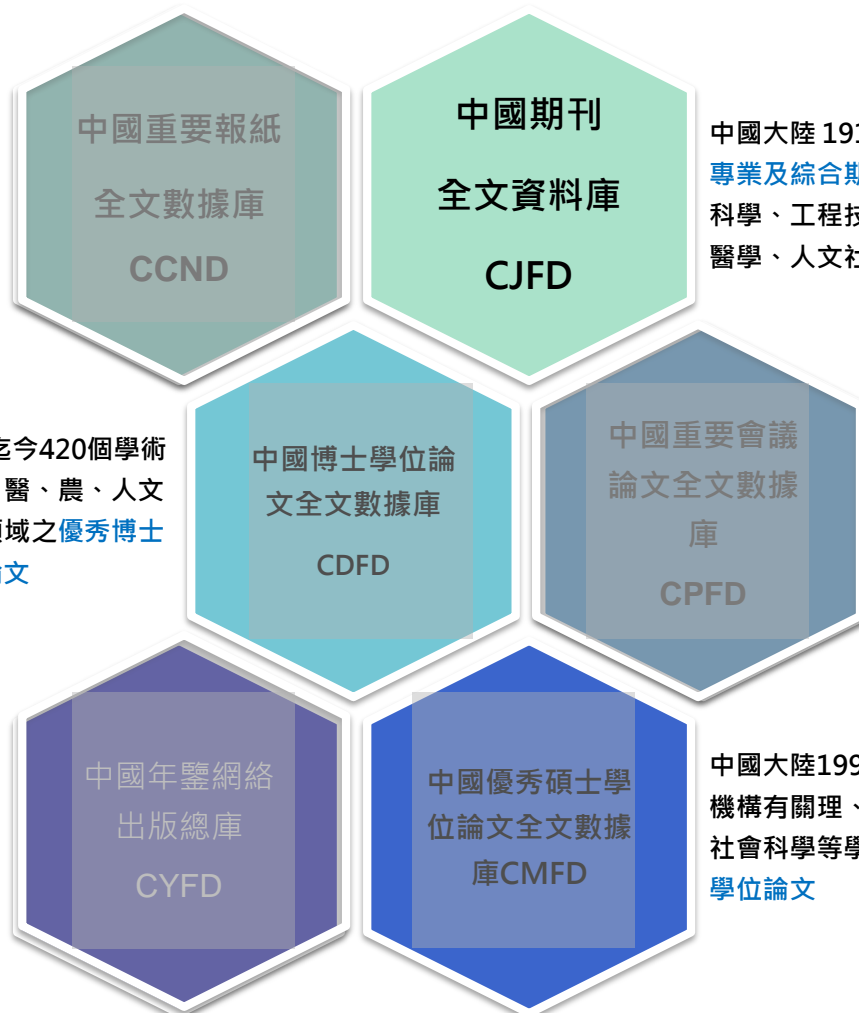 中國重要報紙
全文數據庫
CCND
中國期刊
全文資料庫
CJFD
中國大陸 191
專業及綜合期
科學、工程技
醫學、人文社
迄今420個學術
醫、農、人文
領域之優秀博士
論文
中國博士學位論
文全文數據庫
CDFD
中國重要會議
論文全文數據
庫
CPFD
中國年鑒網絡
出版總庫
CYFD
中國優秀碩士學
位論文全文數據
庫CMFD
中國大陸199
機構有關理、
社會科學等學
學位論文